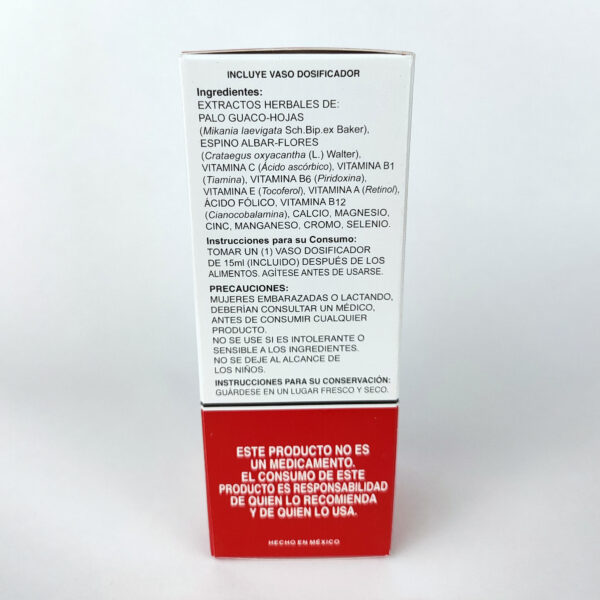 INCLUYE VASO DOSIFICADOR
Ingredientes:
EXTRACTOS HERBALES DE:
PALO GUACO-HOJAS
(Mikania laevigata Sch.Bip.ex Baker),
ESPINO ALBAR-FLORES
(Crataegus oxyacantha (L.) Walter),
VITAMINA C (Ácido ascórbico), VITAMINA B1
(Tiamina), VITAMINA B6 (Piridoxina),
VITAMINA E (Tocoferol), VITAMINA A (Retinol),
ÁCIDO FÓLICO, VITAMINA B12
(Cianocobalamina), CALCIO, MAGNESIO,
CINC, MANGANESO, CROMO, SELENIO.
Instrucciones para su Consumo:
TOMAR UN (1) VASO DOSIFICADOR
DE 15ml (INCLUIDO) DESPUÉS DE LOS
ALIMENTOS. AGÍTESE ANTES DE USARSE.
PRECAUCIONES:
MUJERES EMBARAZADAS O LACTANDO,
DEBERÍAN CONSULTAR UN MÉDICO,
ANTES DE CONSUMIR CUALQUIER
PRODUCTO.
NO SE USE SI ES INTOLERANTE O
SENSIBLE A LOS INGREDIENTES.
NO SE DEJE AL ALCANCE DE
LOS NIÑOS.
INSTRUCCIONES PARA SU CONSERVACIÓN:
GUÁRDESE EN UN LUGAR FRESCO Y SECO.
ESTE PRODUCTO NO ES
UN MEDICAMENTO.
EL CONSUMO DE ESTE
PRODUCTO ES RESPONSABILIDAD
DE QUIEN LO RECOMIENDA
Y DE QUIEN LO USA.
HECHO EN MÉXICO